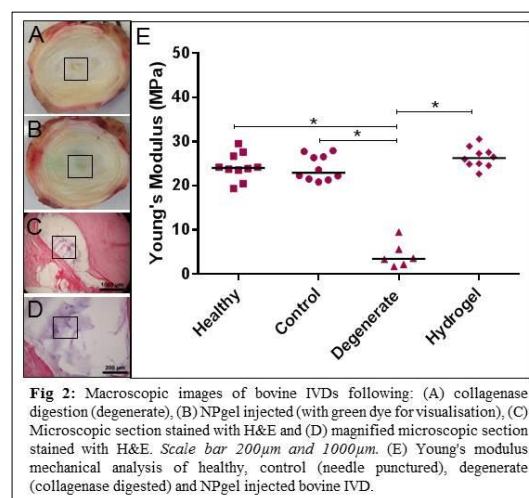 A
B
C
1000 µm
D
200 µm
E
Young's Modulus (MPa)
50
40
30
20
10
0
*
*
*
Healthy
Control
Degenerate
Hydrogel
Fig 2: Macroscopic images of bovine IVDs following: (A) collagenase
digestion (degenerate), (B) NPgel injected (with green dye for visualisation), (C)
Microscopic section stained with H&E and (D) magnified microscopic section
stained with H&E. Scale bar 200µm and 1000µm. (E) Young's modulus
mechanical analysis of healthy, control (needle punctured), degenerate
(collagenase digested) and NPgel injected bovine IVD.